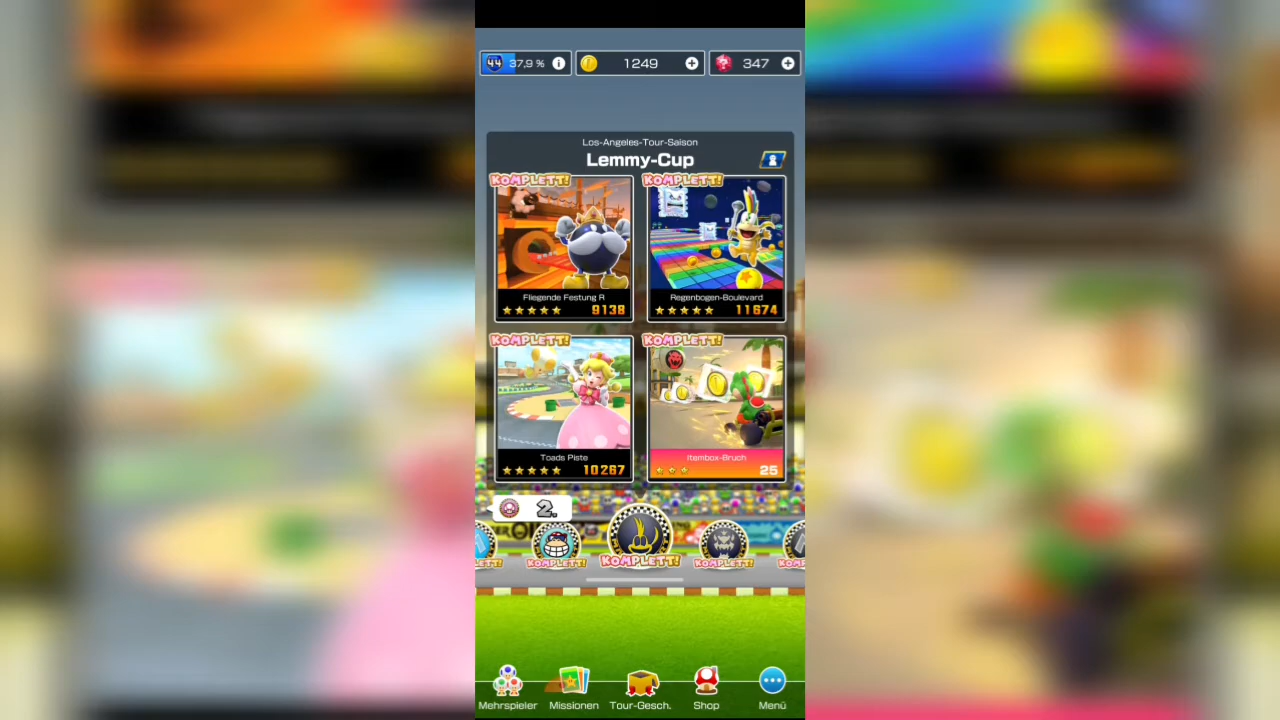 44 37,9 % i 1249 347
Los-Angeles-Tour-Saison
Lemmy-Cup
KOMPLETT! KOMPLETT!
Fliegende Festung R Regenbogen-Boulevard
9138 11674
KOMPLETT! KOMPLETT!
Toads Piste Itembox-Bruch
10267 25
2.
KOMPLETT! KOMPLETT! KOMPLETT!
Mehrspieler Missionen Tour-Gesch. Shop Menü